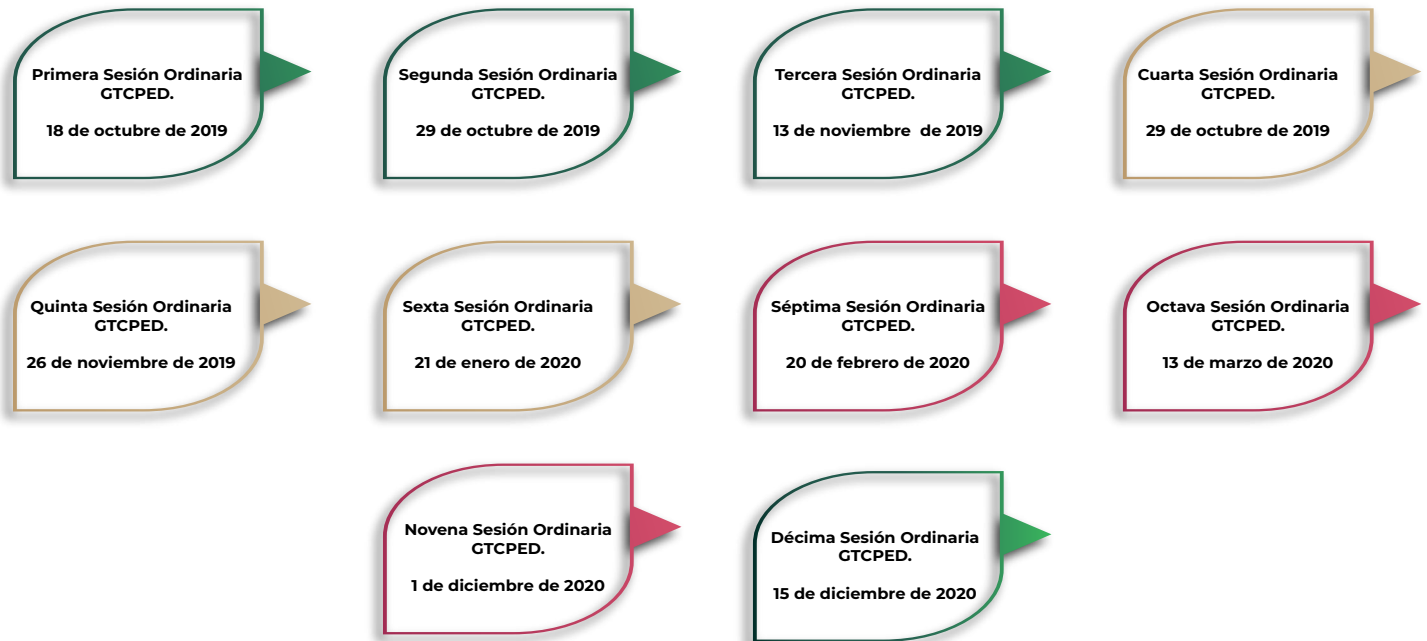 Primera Sesión Ordinaria
GTCPED.
18 de octubre de 2019
Segunda Sesión Ordinaria
GTCPED.
29 de octubre de 2019
Tercera Sesión Ordinaria
GTCPED.
13 de noviembre de 2019
Cuarta Sesión Ordinaria
GTCPED.
29 de octubre de 2019
Quinta Sesión Ordinaria
GTCPED.
26 de noviembre de 2019
Sexta Sesión Ordinaria
GTCPED.
21 de enero de 2020
Séptima Sesión Ordinaria
GTCPED.
20 de febrero de 2020
Octava Sesión Ordinaria
GTCPED.
13 de marzo de 2020
Novena Sesión Ordinaria
GTCPED.
1 de diciembre de 2020
Décima Sesión Ordinaria
GTCPED.
15 de diciembre de 2020